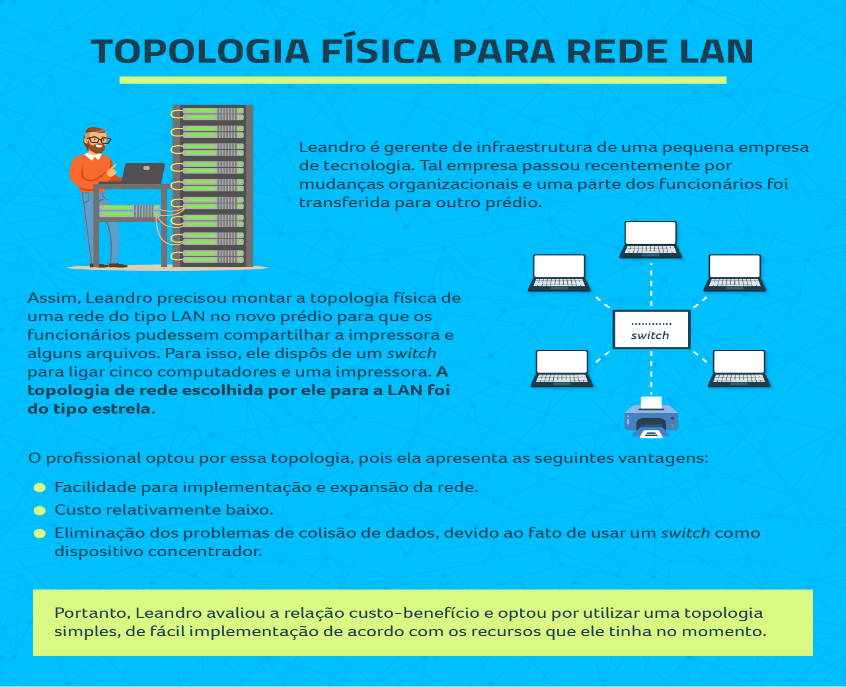 TOPOLOGIA FÍSICA PARA REDE LAN
Leandro é gerente de infraestrutura de uma pequena empresa
de tecnologia. Tal empresa passou recentemente por
mudanças organizacionais e uma parte dos funcionários foi
transferida para outro prédio.
Assim, Leandro precisou montar a topologia física de
uma rede do tipo LAN no novo prédio para que os
funcionários pudessem compartilhar a impressora e
alguns arquivos. Para isso, ele dispôs de um switch
para ligar cinco computadores e uma impressora. A
topologia de rede escolhida por ele para a LAN foi
do tipo estrela.
switch
O profissional optou por essa topologia, pois ela apresenta as seguintes vantagens:
Facilidade para implementação e expansão da rede.
Custo relativamente baixo.
Eliminação dos problemas de colisão de dados, devido ao fato de usar um switch como
dispositivo concentrador.
Portanto, Leandro avaliou a relação custo-benefício e optou por utilizar uma topologia
simples, de fácil implementação de acordo com os recursos que ele tinha no momento.